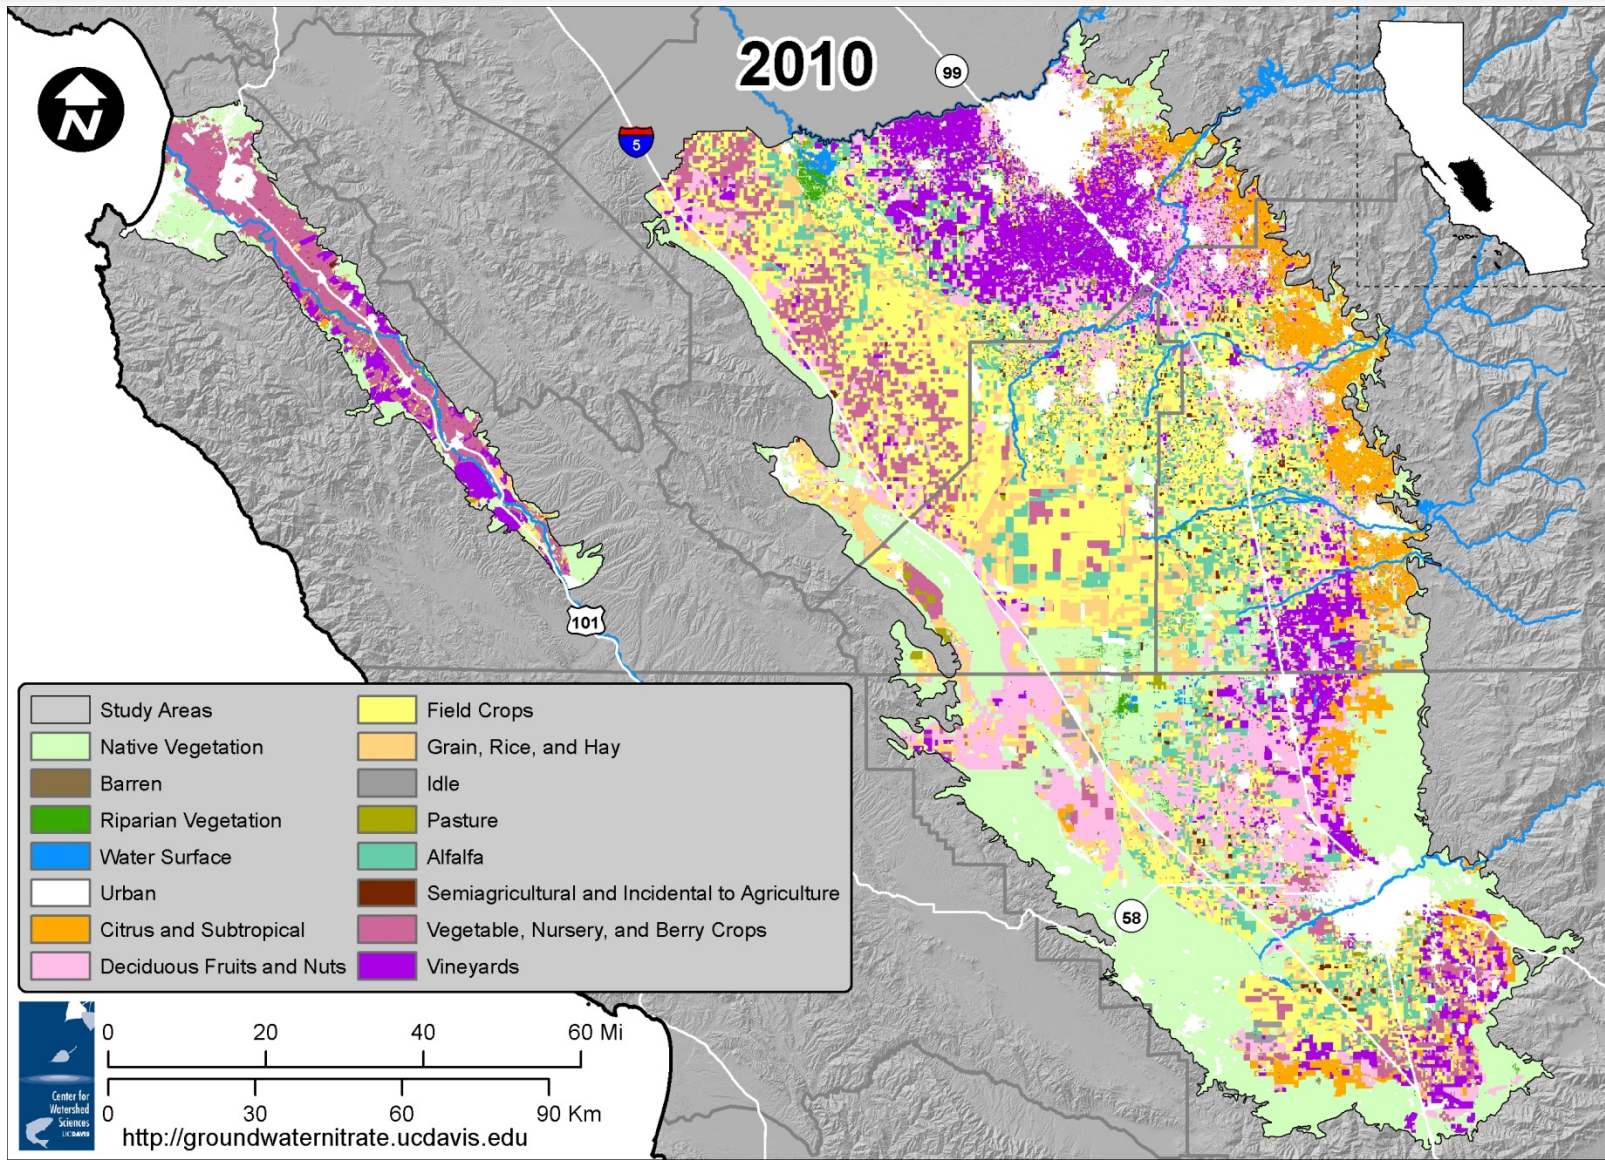 2010
99
5
N
101
58
Study Areas
Native Vegetation
Barren
Riparian Vegetation
Water Surface
Urban
Citrus and Subtropical
Deciduous Fruits and Nuts
Field Crops
Grain, Rice, and Hay
Idle
Pasture
Alfalfa
Semiagricultural and Incidental to Agriculture
Vegetable, Nursery, and Berry Crops
Vineyards
0 20 40 60 Mi
0 30 60 90 Km
http://groundwaternitrate.ucdavis.edu
Center for
Watershed
Sciences
UCDAVIS